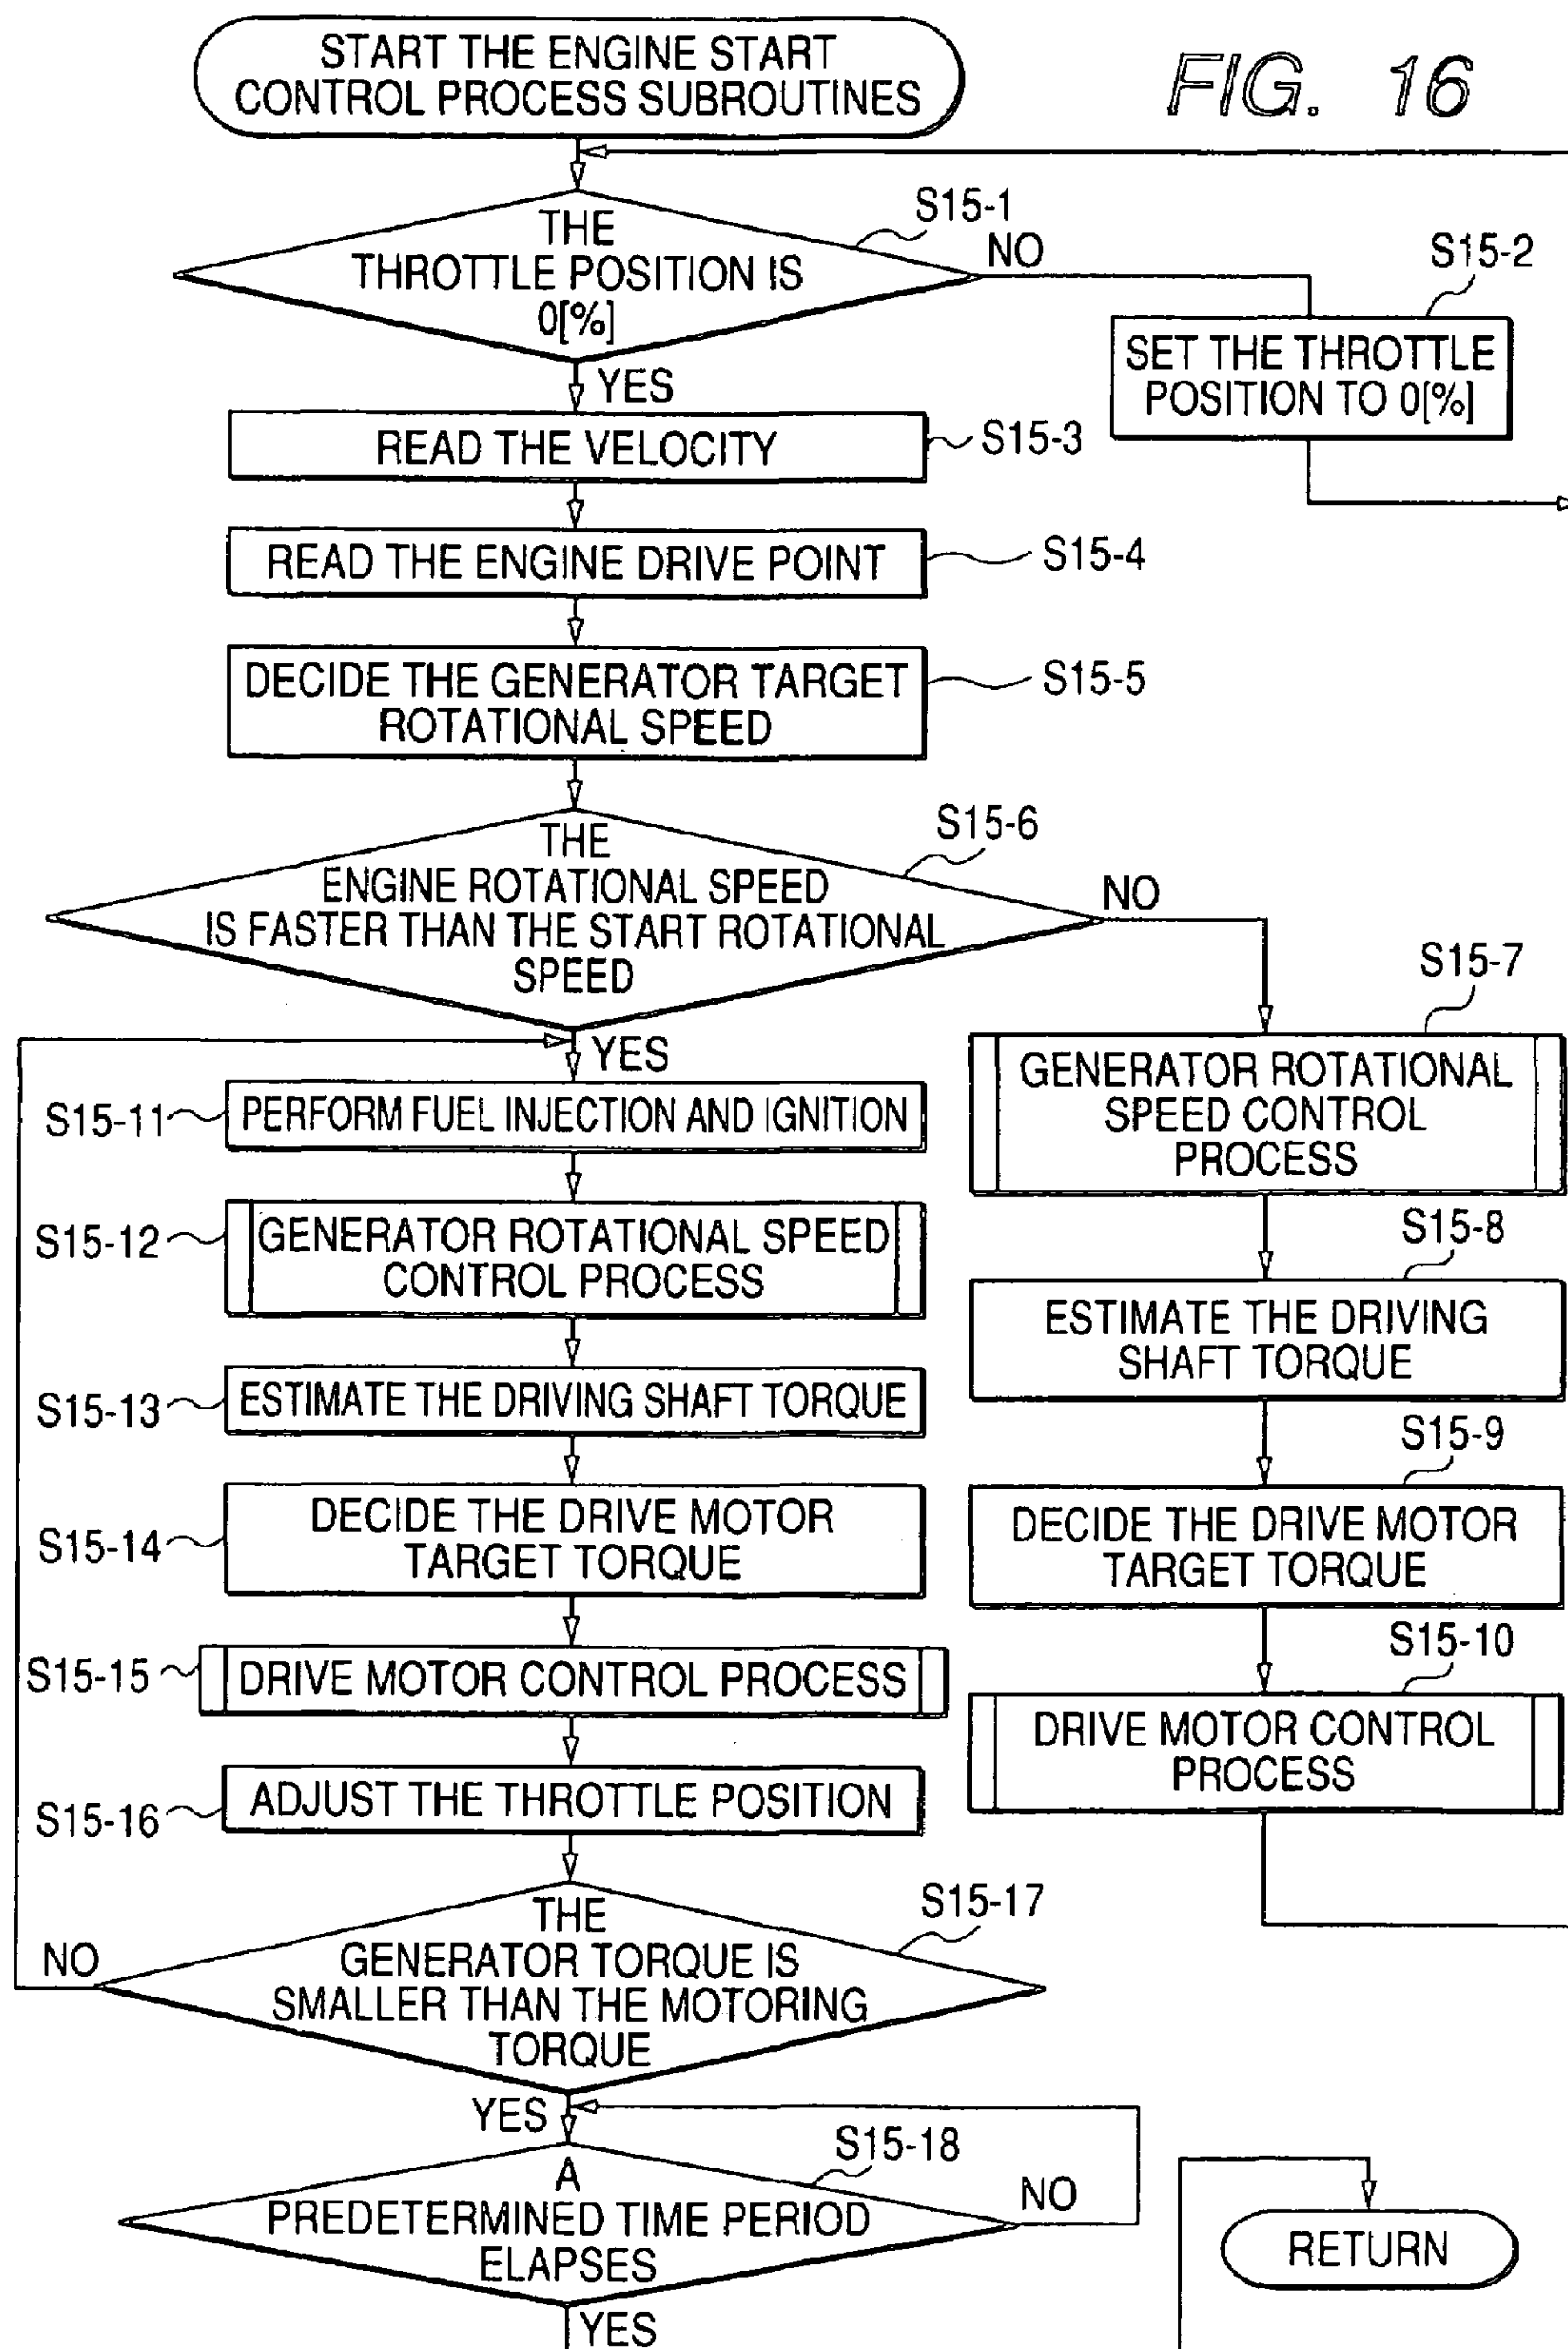 START THE ENGINE START
CONTROL PROCESS SUBROUTINES
FIG. 16
S15-1
THE
THROTTLE POSITION IS
0[%]
NO
S15-2
SET THE THROTTLE
POSITION TO 0[%]
YES
READ THE VELOCITY
S15-3
READ THE ENGINE DRIVE POINT
S15-4
DECIDE THE GENERATOR TARGET
ROTATIONAL SPEED
S15-5
S15-6
THE
ENGINE ROTATIONAL SPEED
IS FASTER THAN THE START ROTATIONAL
SPEED
NO
YES
S15-7
GENERATOR ROTATIONAL
SPEED CONTROL
PROCESS
S15-8
ESTIMATE THE DRIVING
SHAFT TORQUE
S15-9
DECIDE THE DRIVE MOTOR
TARGET TORQUE
S15-10
DRIVE MOTOR CONTROL
PROCESS
S15-11
PERFORM FUEL INJECTION AND IGNITION
S15-12
GENERATOR ROTATIONAL SPEED
CONTROL PROCESS
S15-13
ESTIMATE THE DRIVING SHAFT TORQUE
S15-14
DECIDE THE DRIVE MOTOR
TARGET TORQUE
S15-15
DRIVE MOTOR CONTROL PROCESS
S15-16
ADJUST THE THROTTLE POSITION
S15-17
THE
GENERATOR TORQUE IS
SMALLER THAN THE MOTORING
TORQUE
NO
YES
S15-18
A
PREDETERMINED TIME PERIOD
ELAPSES
NO
YES
RETURN